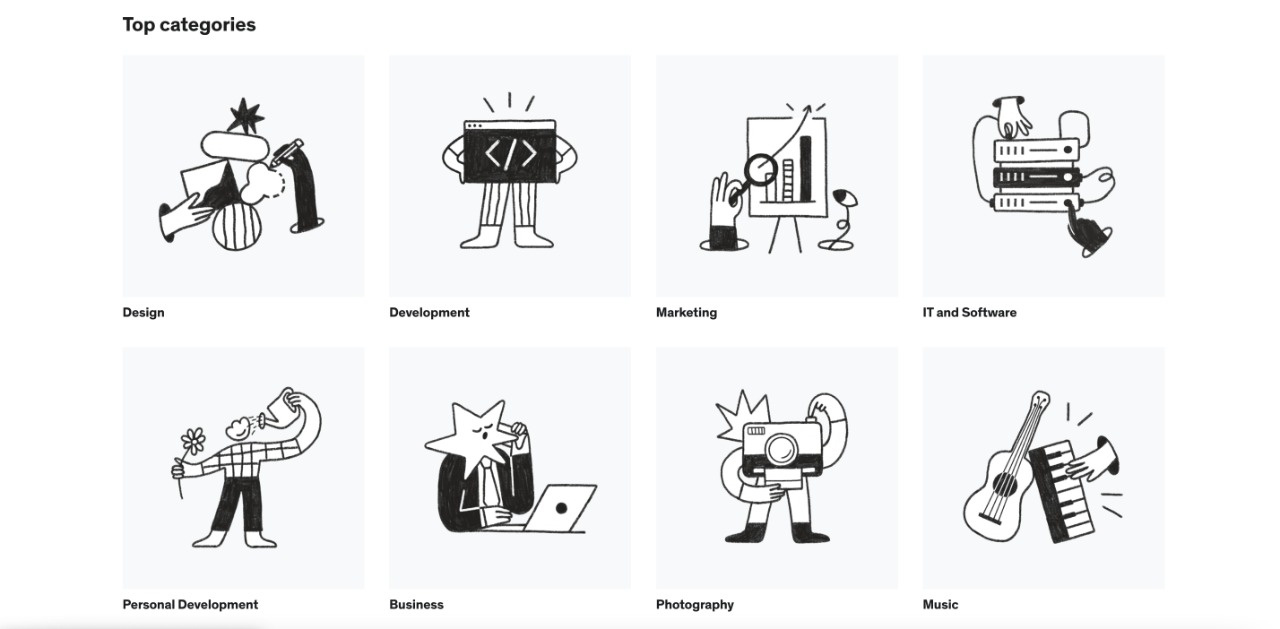 Top categories
Design
Development
Marketing
IT and Software
Personal Development
Business
Photography
Music